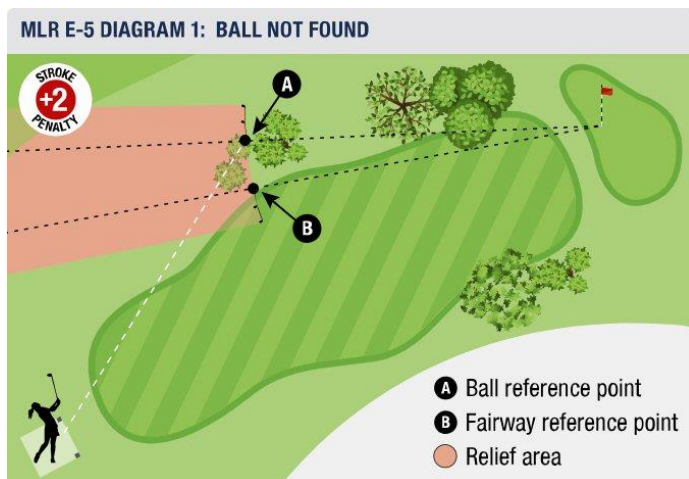 MLR E-5 DIAGRAM 1: BALL NOT FOUND
STROKE
+2
PENALTY
A
B
A Ball reference point
B Fairway reference point
Relief area